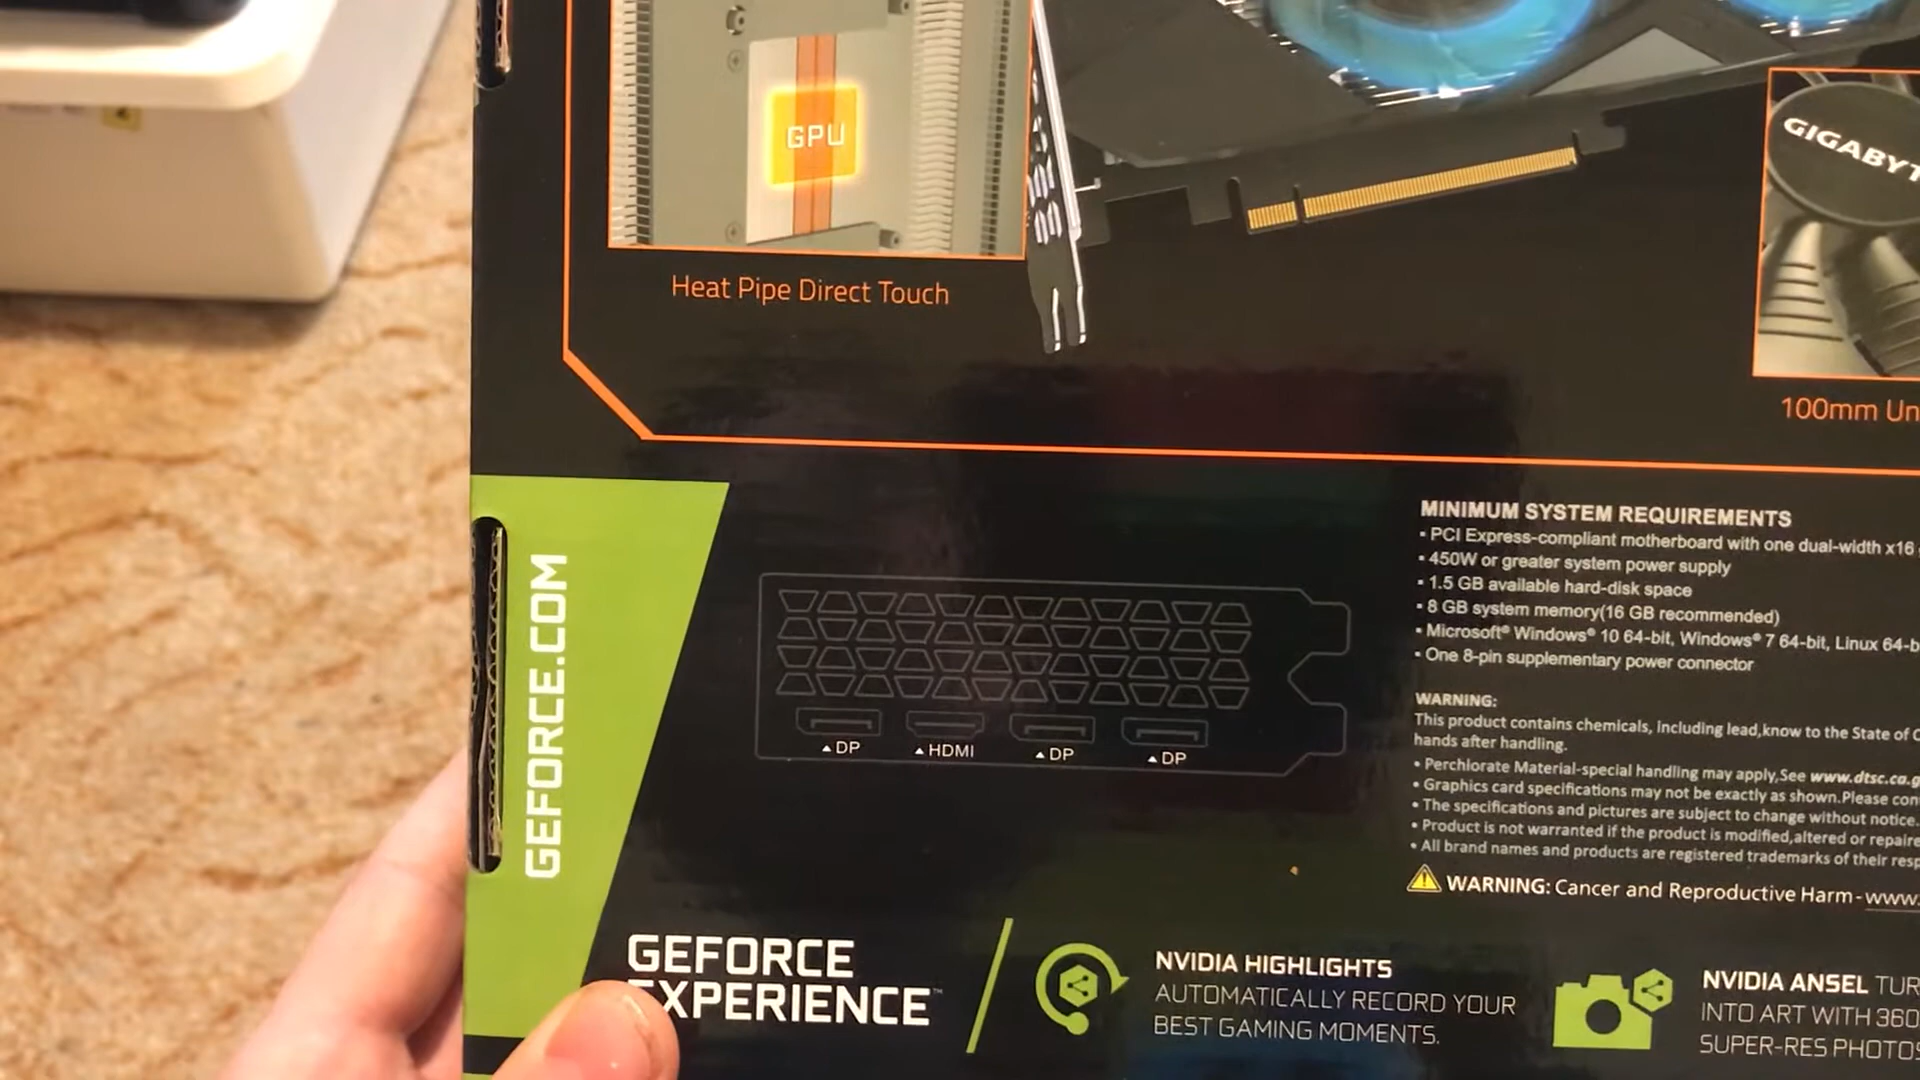 GPU
GIGABYT
Heat Pipe Direct Touch
100mm Un
GEFORCE.COM
DP
HDMI
DP
DP
MINIMUM SYSTEM REQUIREMENTS
▪ PCI Express-compliant motherboard with one dual-width x16
▪ 450W or greater system power supply
▪ 1.5 GB available hard-disk space
▪ 8 GB system memory(16 GB recommended)
▪ Microsoft® Windows® 10 64-bit, Windows® 7 64-bit, Linux 64-b
▪ One 8-pin supplementary power connector
WARNING:
This product contains chemicals, including lead,know to the State of C
hands after handling.
• Perchlorate Material-special handling may apply,See www.dtsc.ca.g
• Graphics card specifications may not be exactly as shown.Please con
• The specifications and pictures are subject to change without notice.
• Product is not warranted if the product is modified,altered or repaire
• All brand names and products are registered trademarks of their resp
WARNING: Cancer and Reproductive Harm - www.
GEFORCE
EXPERIENCE™
NVIDIA HIGHLIGHTS
AUTOMATICALLY RECORD YOUR
BEST GAMING MOMENTS.
NVIDIA ANSEL TUR
INTO ART WITH 360
SUPER-RES PHOTOS